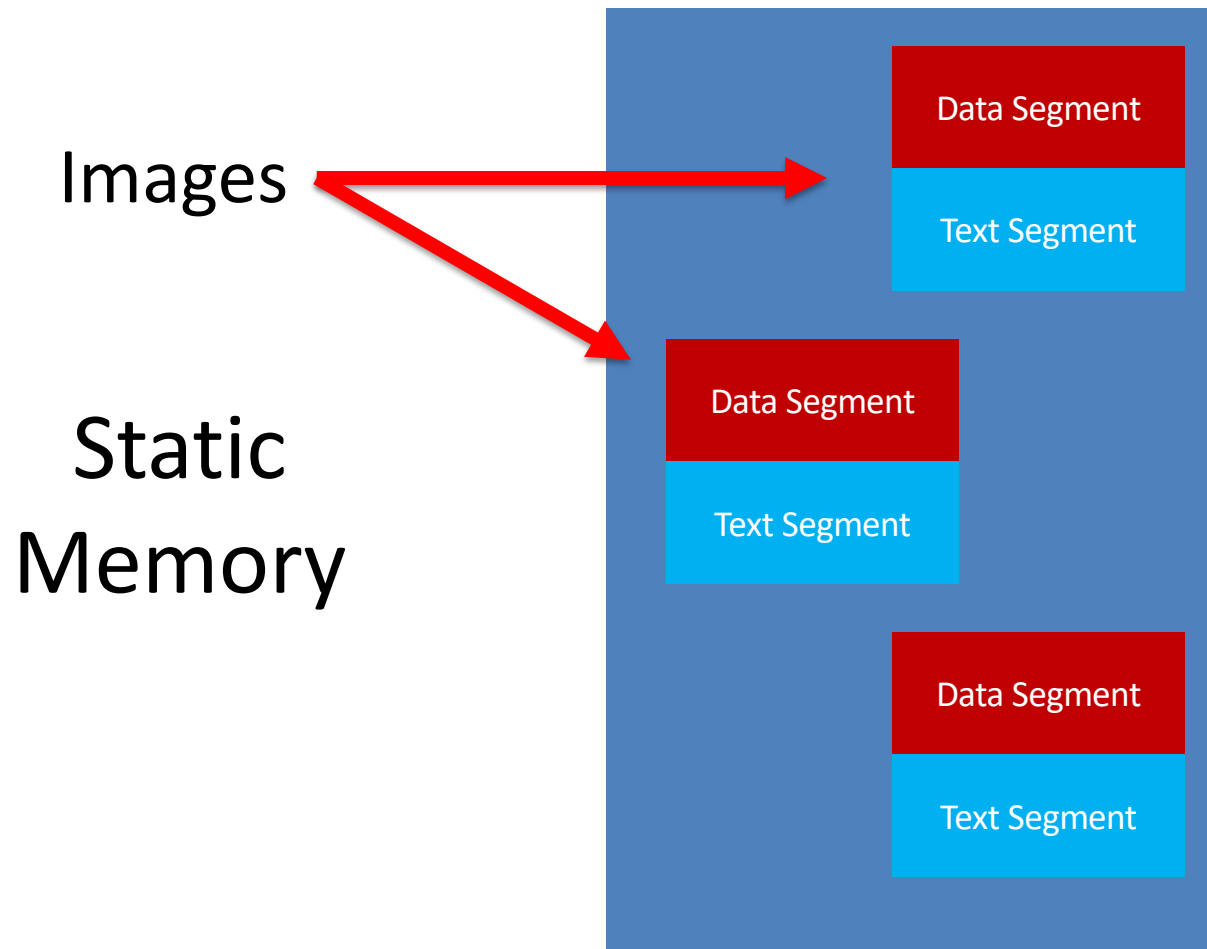 Images
Static
Memory
Data Segment
Text Segment
Data Segment
Text Segment
Data Segment
Text Segment